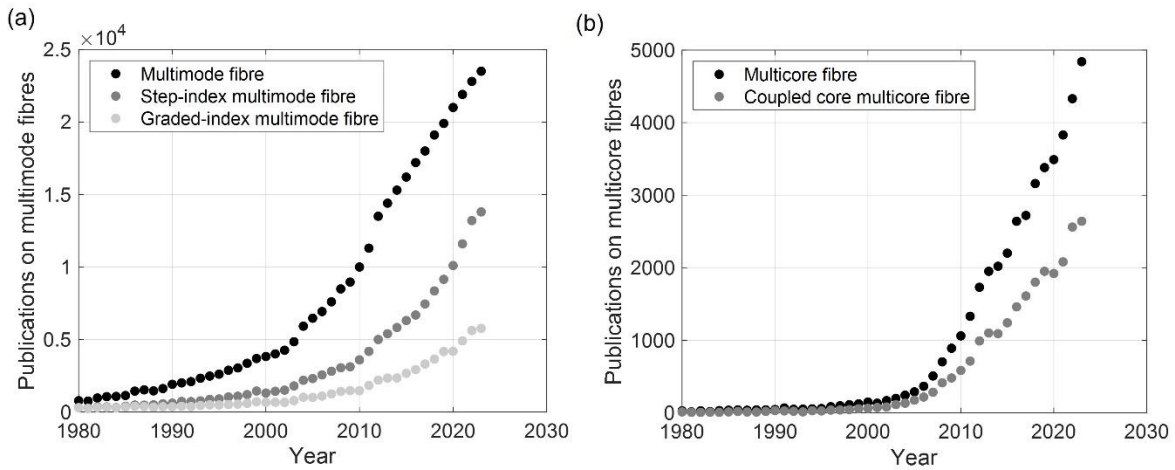 (a)
×10⁴
2.5
2
1.5
1
0.5
0
Publications on multimode fibres
Multimode fibre
Step-index multimode fibre
Graded-index multimode fibre
1980 1990 2000 2010 2020 2030
Year
(b)
5000
4000
3000
2000
1000
0
Publications on multicore fibres
Multicore fibre
Coupled core multicore fibre
1980 1990 2000 2010 2020 2030
Year